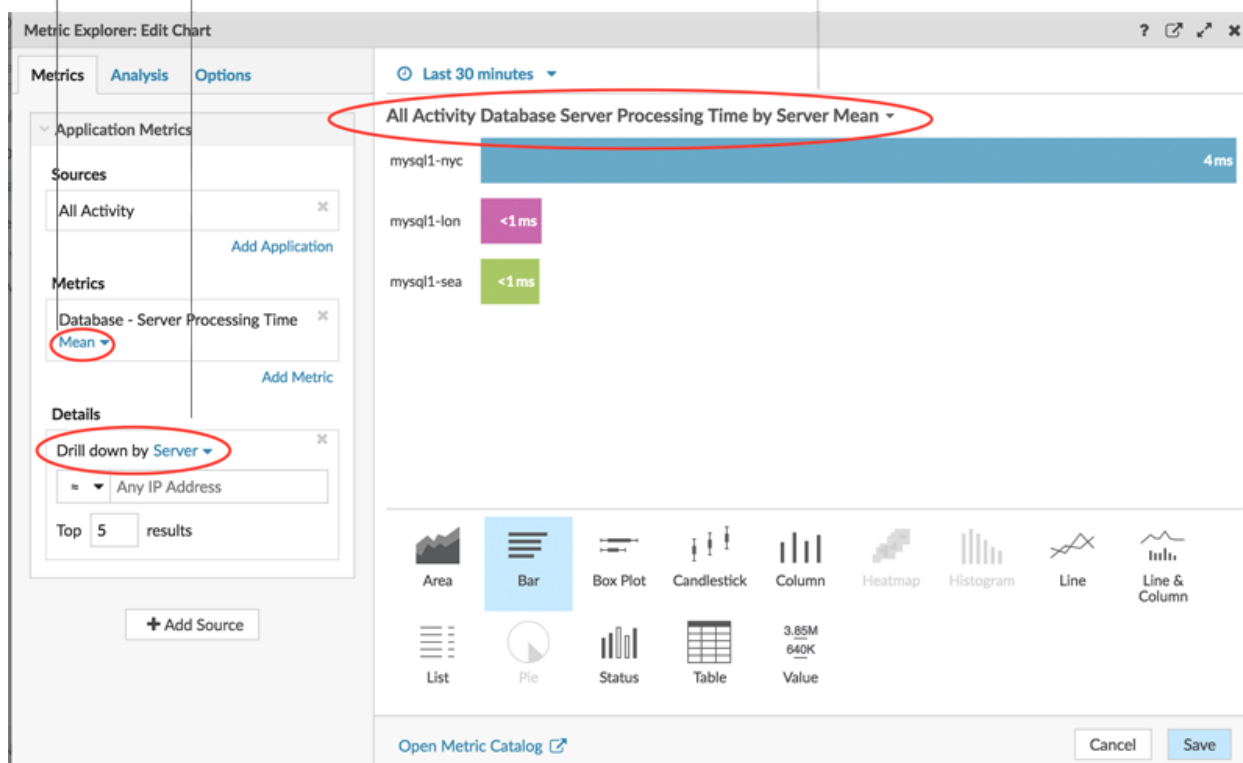 Metric Explorer: Edit Chart
?
Metrics Analysis Options
Application Metrics
Sources
All Activity
Add Application
Metrics
Database - Server Processing Time
Mean
Add Metric
Details
Drill down by Server
≈ Any IP Address
Top 5 results
+ Add Source
Last 30 minutes
All Activity Database Server Processing Time by Server Mean
mysql1-nyc 4 ms
mysql1-lon <1 ms
mysql1-sea <1 ms
Area Bar Box Plot Candlestick Column Heatmap Histogram Line Line &
Column
3.85M
640K
List Pie Status Table Value
Open Metric Catalog
Cancel Save